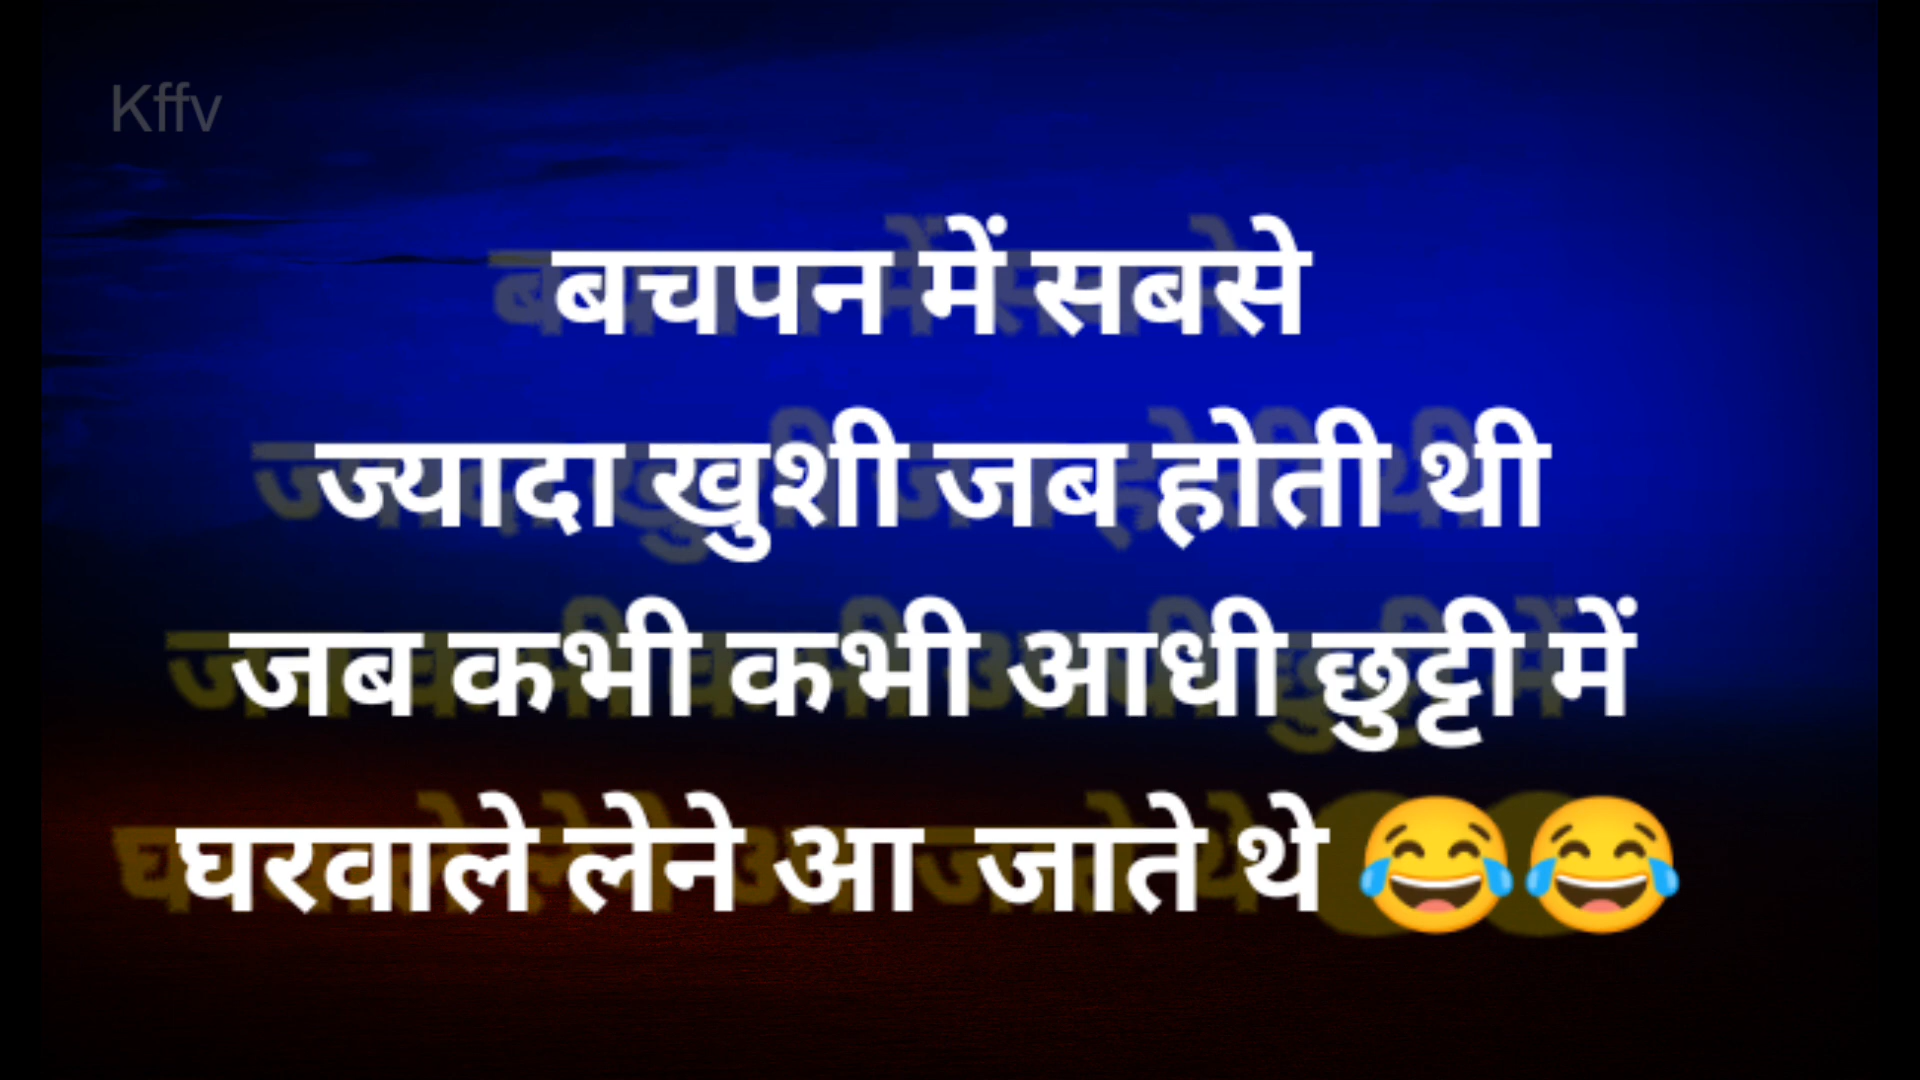 Kffv
बचपन में सबसे
ज्यादा खुशी जब होती थी
जब कभी कभी आधी छुट्टी में
घरवाले लेने आ जाते थे 😂😂